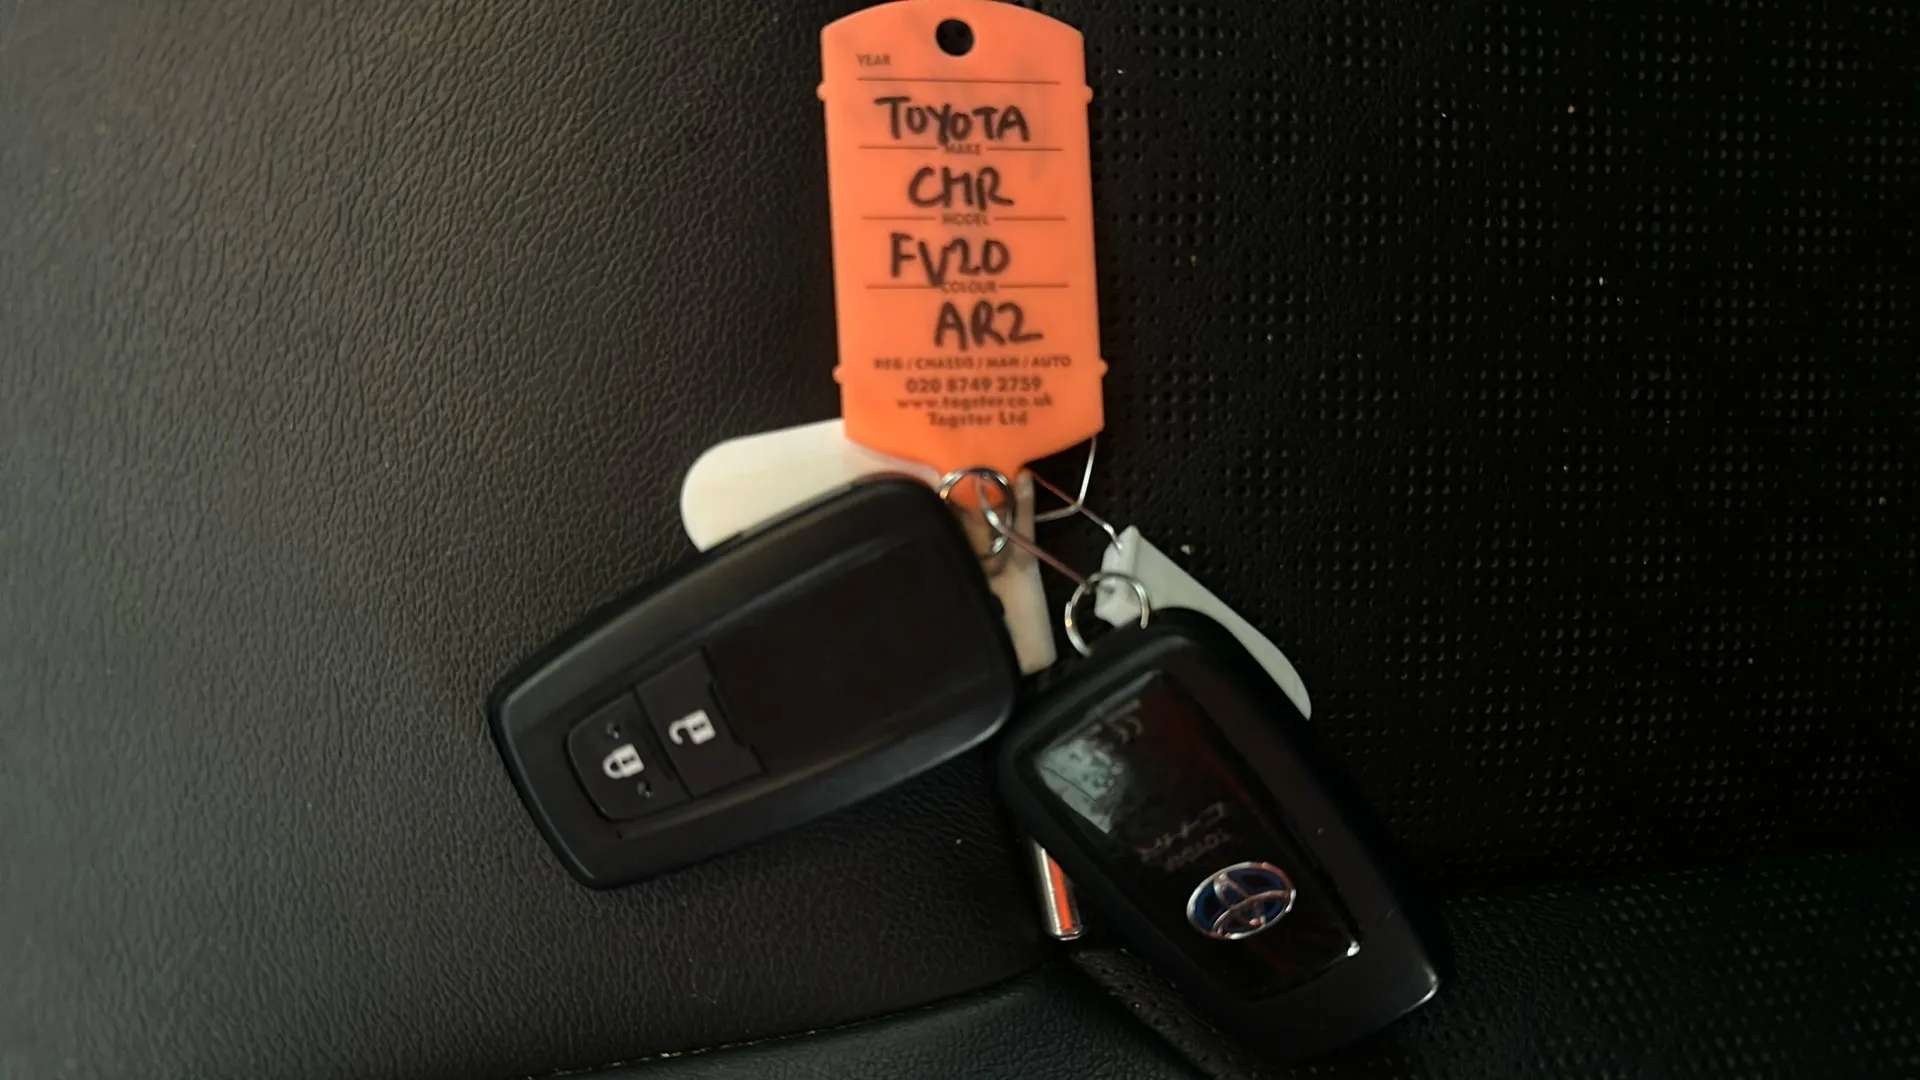 YEAR
TOYOTA
MAKE
CHR
MODEL
FV20
COLOUR
AR2
REG / CHASSIS / MAN / AUTO
020 8749 2759
www.tagster.co.uk
Tagster Ltd